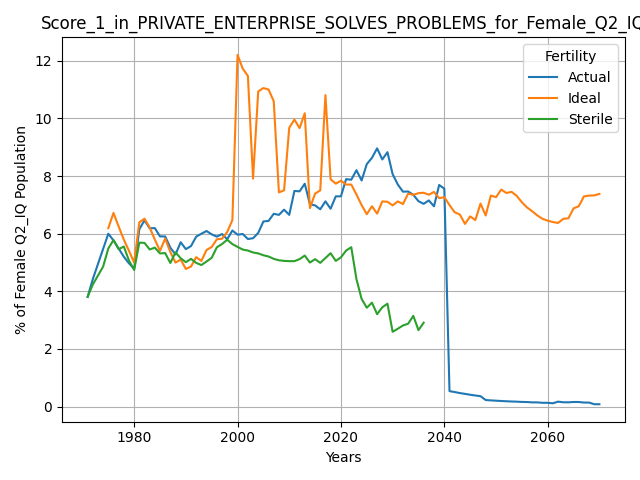 Score_1_in_PRIVATE_ENTERPRISE_SOLVES_PROBLEMS_for_Female_Q2_IQ
Fertility
Actual
Ideal
Sterile
% of Female Q2_IQ Population
12
10
8
6
4
2
0
1980 2000 2020 2040 2060
Years